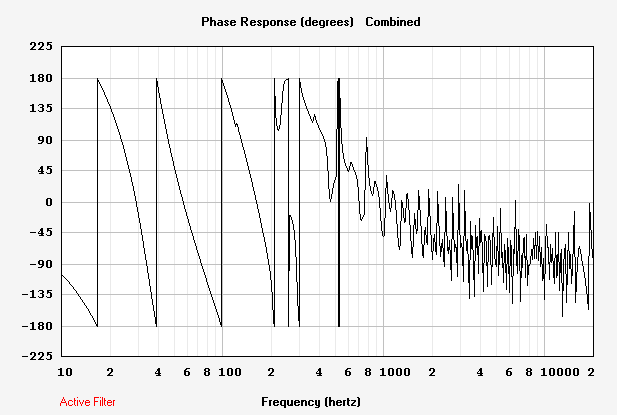 Phase Response (degrees) Combined
225
180
135
90
45
0
-45
-90
-135
-180
-225
10 2 4 6 8 100 2 4 6 8 1000 2 4 6 8 10000 2
Active Filter
Frequency (hertz)